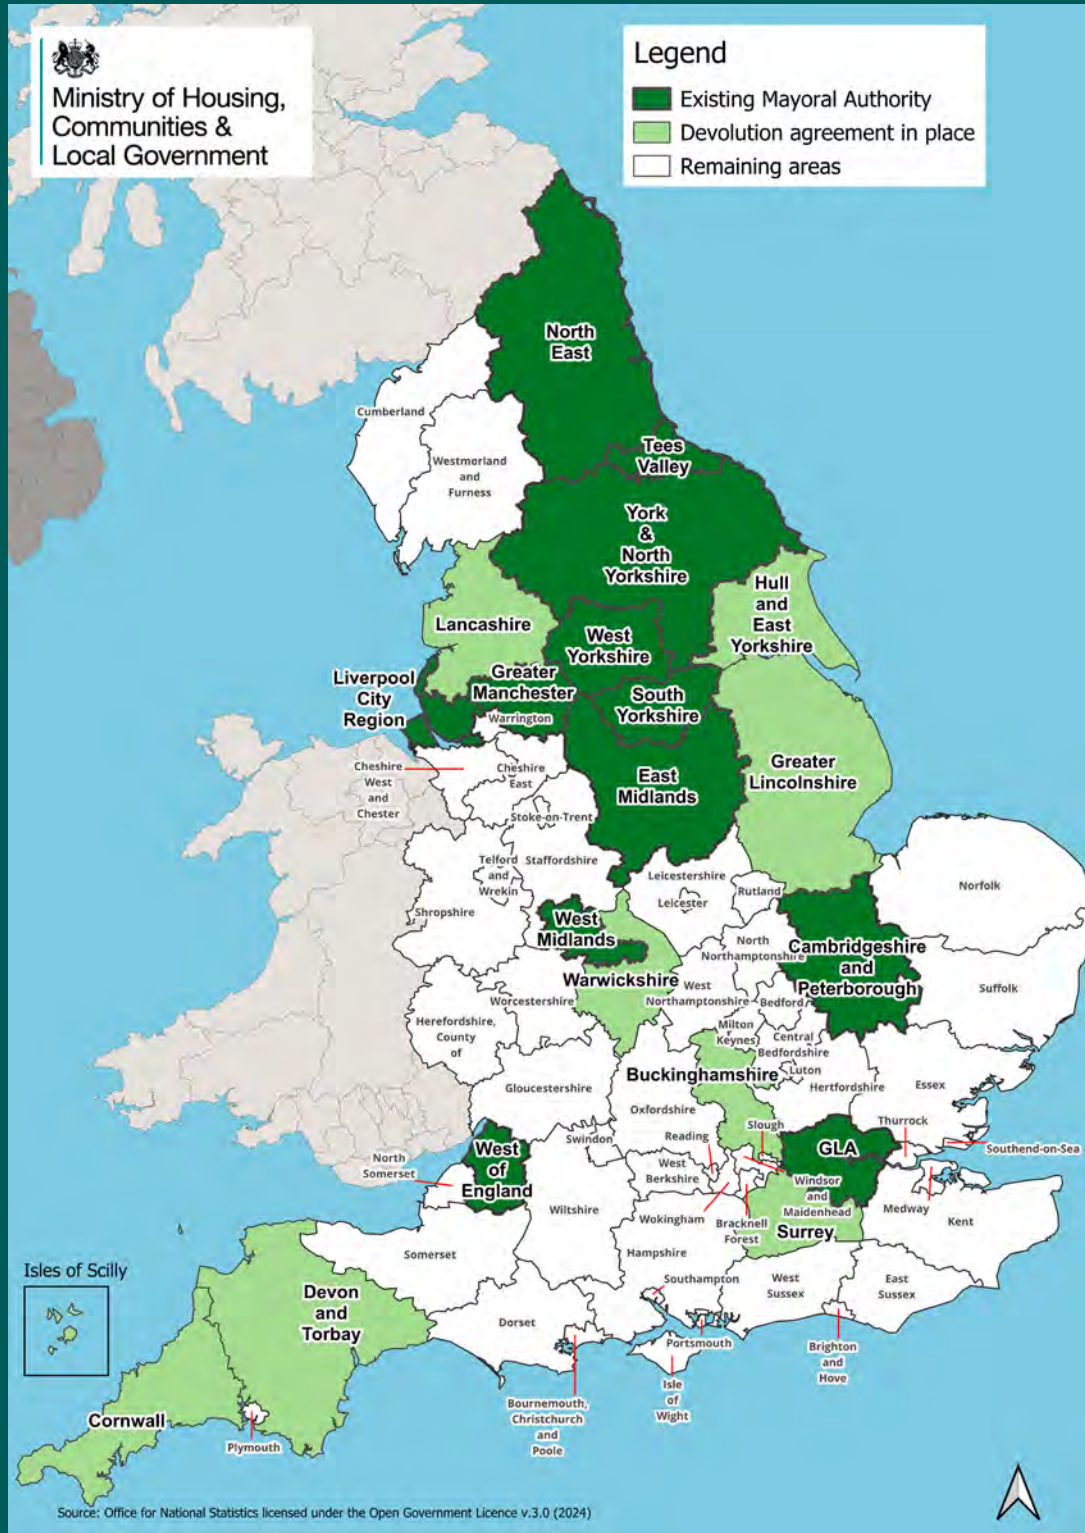 Ministry of Housing,
Communities &
Local Government
Legend
Existing Mayoral Authority
Devolution agreement in place
Remaining areas
North
East
Cumberland
Westmorland
and
Furness
Tees
Valley
York
&
North
Yorkshire
Hull
and
East
Yorkshire
Lancashire
West
Yorkshire
Liverpool
City
Region
Greater
Manchester
South
Yorkshire
Warrington
Cheshire
West
and
Chester
Cheshire
East
East
Midlands
Greater
Lincolnshire
Stoke-on-Trent
Telford
and
Wrekin
Staffordshire
Leicestershire
Leicester
Rutland
Norfolk
Shropshire
West
Midlands
North
Northamptonshire
Cambridgeshire
and
Peterborough
Warwickshire
West
Northamptonshire
Bedford
Suffolk
Worcestershire
Herefordshire,
County
of
Milton
Keynes
Central
Bedfordshire
Luton
Buckinghamshire
Hertfordshire
Essex
Gloucestershire
Oxfordshire
Slough
Thurrock
Southend-on-Sea
Swindon
Reading
GLA
North
Somerset
West
of
England
West
Berkshire
Windsor
and
Maidenhead
Wiltshire
Wokingham
Bracknell
Forest
Surrey
Medway
Kent
Somerset
Hampshire
Isles of Scilly
Devon
and
Torbay
Southampton
West
Sussex
East
Sussex
Dorset
Portsmouth
Brighton
and
Hove
Isle
of
Wight
Bournemouth,
Christchurch
and
Poole
Cornwall
Plymouth
Source: Office for National Statistics licensed under the Open Government Licence v.3.0 (2024)